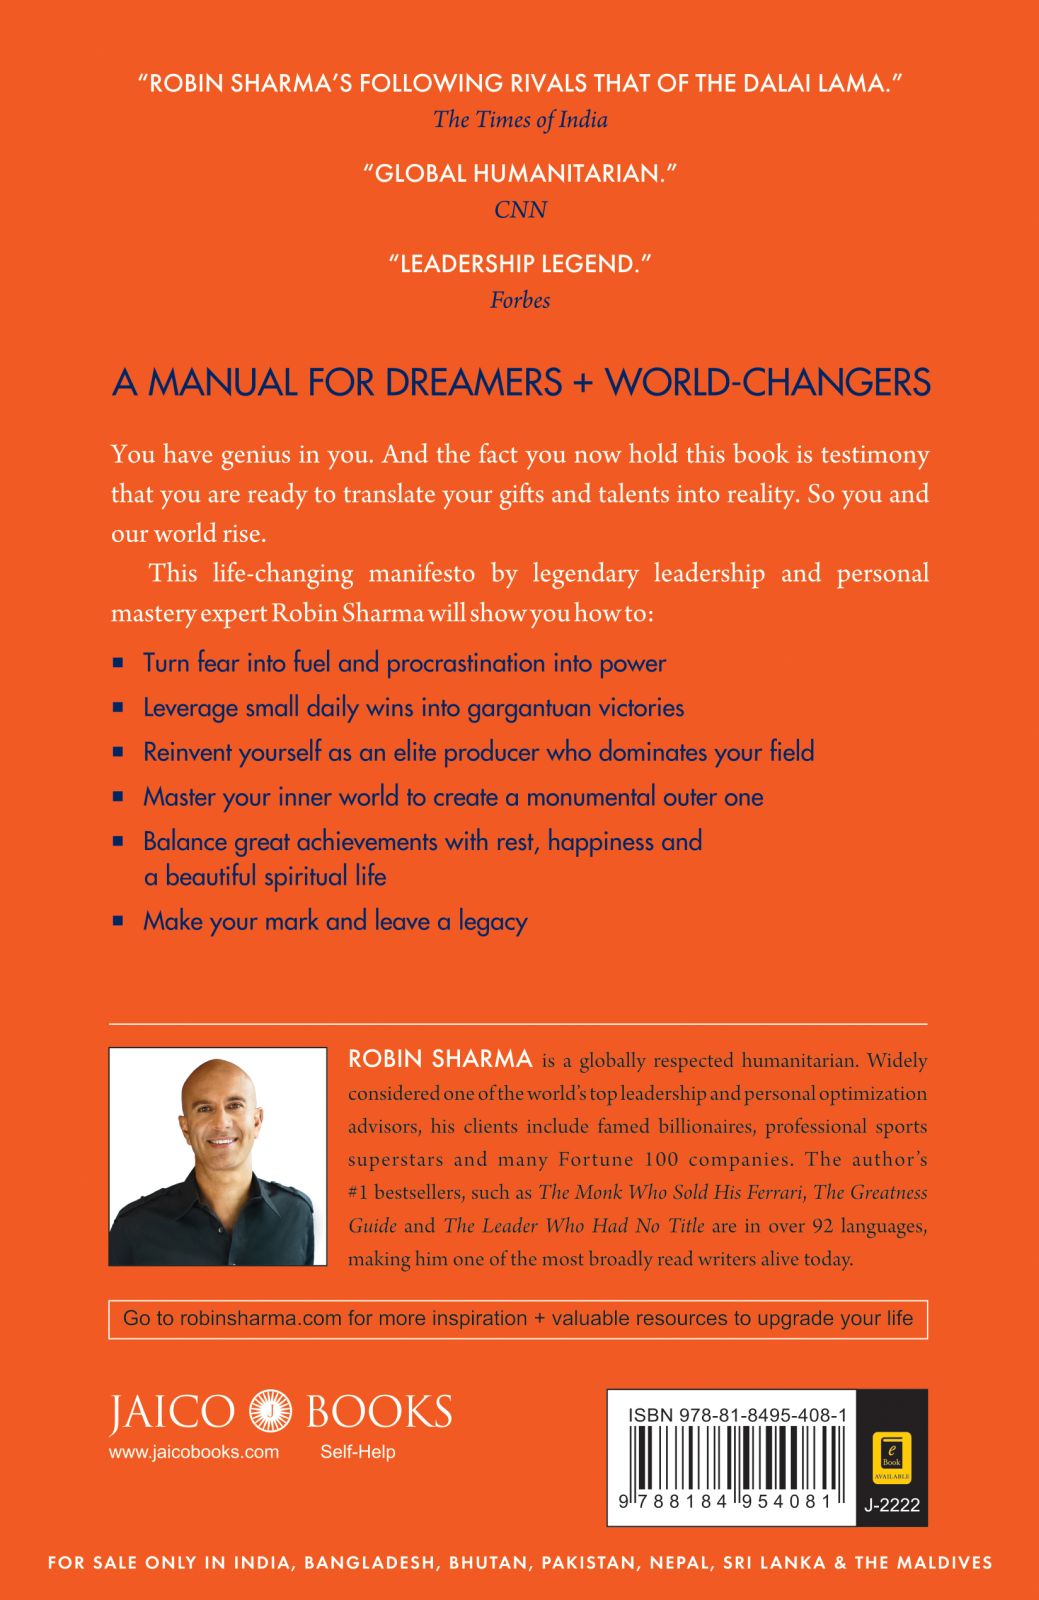 “ROBIN SHARMA’S FOLLOWING RIVALS THAT OF THE DALAI LAMA.”
The Times of India
“GLOBAL HUMANITARIAN.”
CNN
“LEADERSHIP LEGEND.”
Forbes
A MANUAL FOR DREAMERS + WORLD-CHANGERS
You have genius in you. And the fact you now hold this book is testimony
that you are ready to translate your gifts and talents into reality. So you and
our world rise.
This life-changing manifesto by legendary leadership and personal
mastery expert Robin Sharma will show you how to:
■ Turn fear into fuel and procrastination into power
■ Leverage small daily wins into gargantuan victories
■ Reinvent yourself as an elite producer who dominates your field
■ Master your inner world to create a monumental outer one
■ Balance great achievements with rest, happiness and
a beautiful spiritual life
■ Make your mark and leave a legacy
ROBIN SHARMA is a globally respected humanitarian. Widely
considered one of the world’s top leadership and personal optimization
advisors, his clients include famed billionaires, professional sports
superstars and many Fortune 100 companies. The author’s
#1 bestsellers, such as The Monk Who Sold His Ferrari, The Greatness
Guide and The Leader Who Had No Title are in over 92 languages,
making him one of the most broadly read writers alive today.
Go to robinsharma.com for more inspiration + valuable resources to upgrade your life
JAICO J BOOKS
www.jaicobooks.com Self-Help
ISBN 978-81-8495-408-1
9 788184 954081
e
Book
AVAILABLE
J-2222
FOR SALE ONLY IN INDIA, BANGLADESH, BHUTAN, PAKISTAN, NEPAL, SRI LANKA & THE MALDIVES